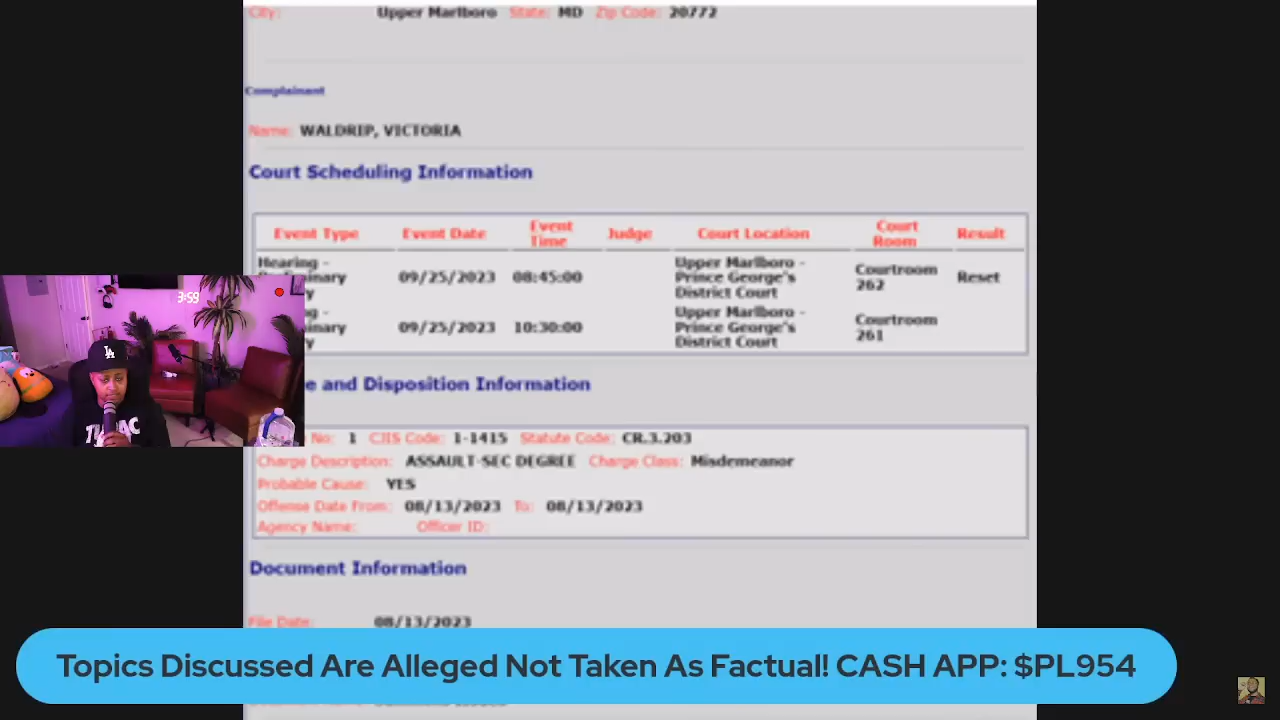 City: Upper Marlboro State: MD Zip Code: 20772
Complainant
Name: WALDRIP, VICTORIA
Court Scheduling Information
Event Type Event Date Event Time Judge Court Location Court Room Result
Hearing -
Preliminary 09/25/2023 08:45:00 Upper Marlboro - Prince George's District Court Courtroom 262 Reset
09/25/2023 10:30:00 Upper Marlboro - Prince George's District Court Courtroom 261
e and Disposition Information
No: 1 CJIS Code: 1-1415 Statute Code: CR.3.203
Charge Description: ASSAULT-SEC DEGREE Charge Class: Misdemeanor
Probable Cause: YES
Offense Date From: 08/13/2023 To: 08/13/2023
Agency Name: Officer ID:
Document Information
File Date: 08/13/2023
3:59
LA
Topics Discussed Are Alleged Not Taken As Factual! CASH APP: $PL954